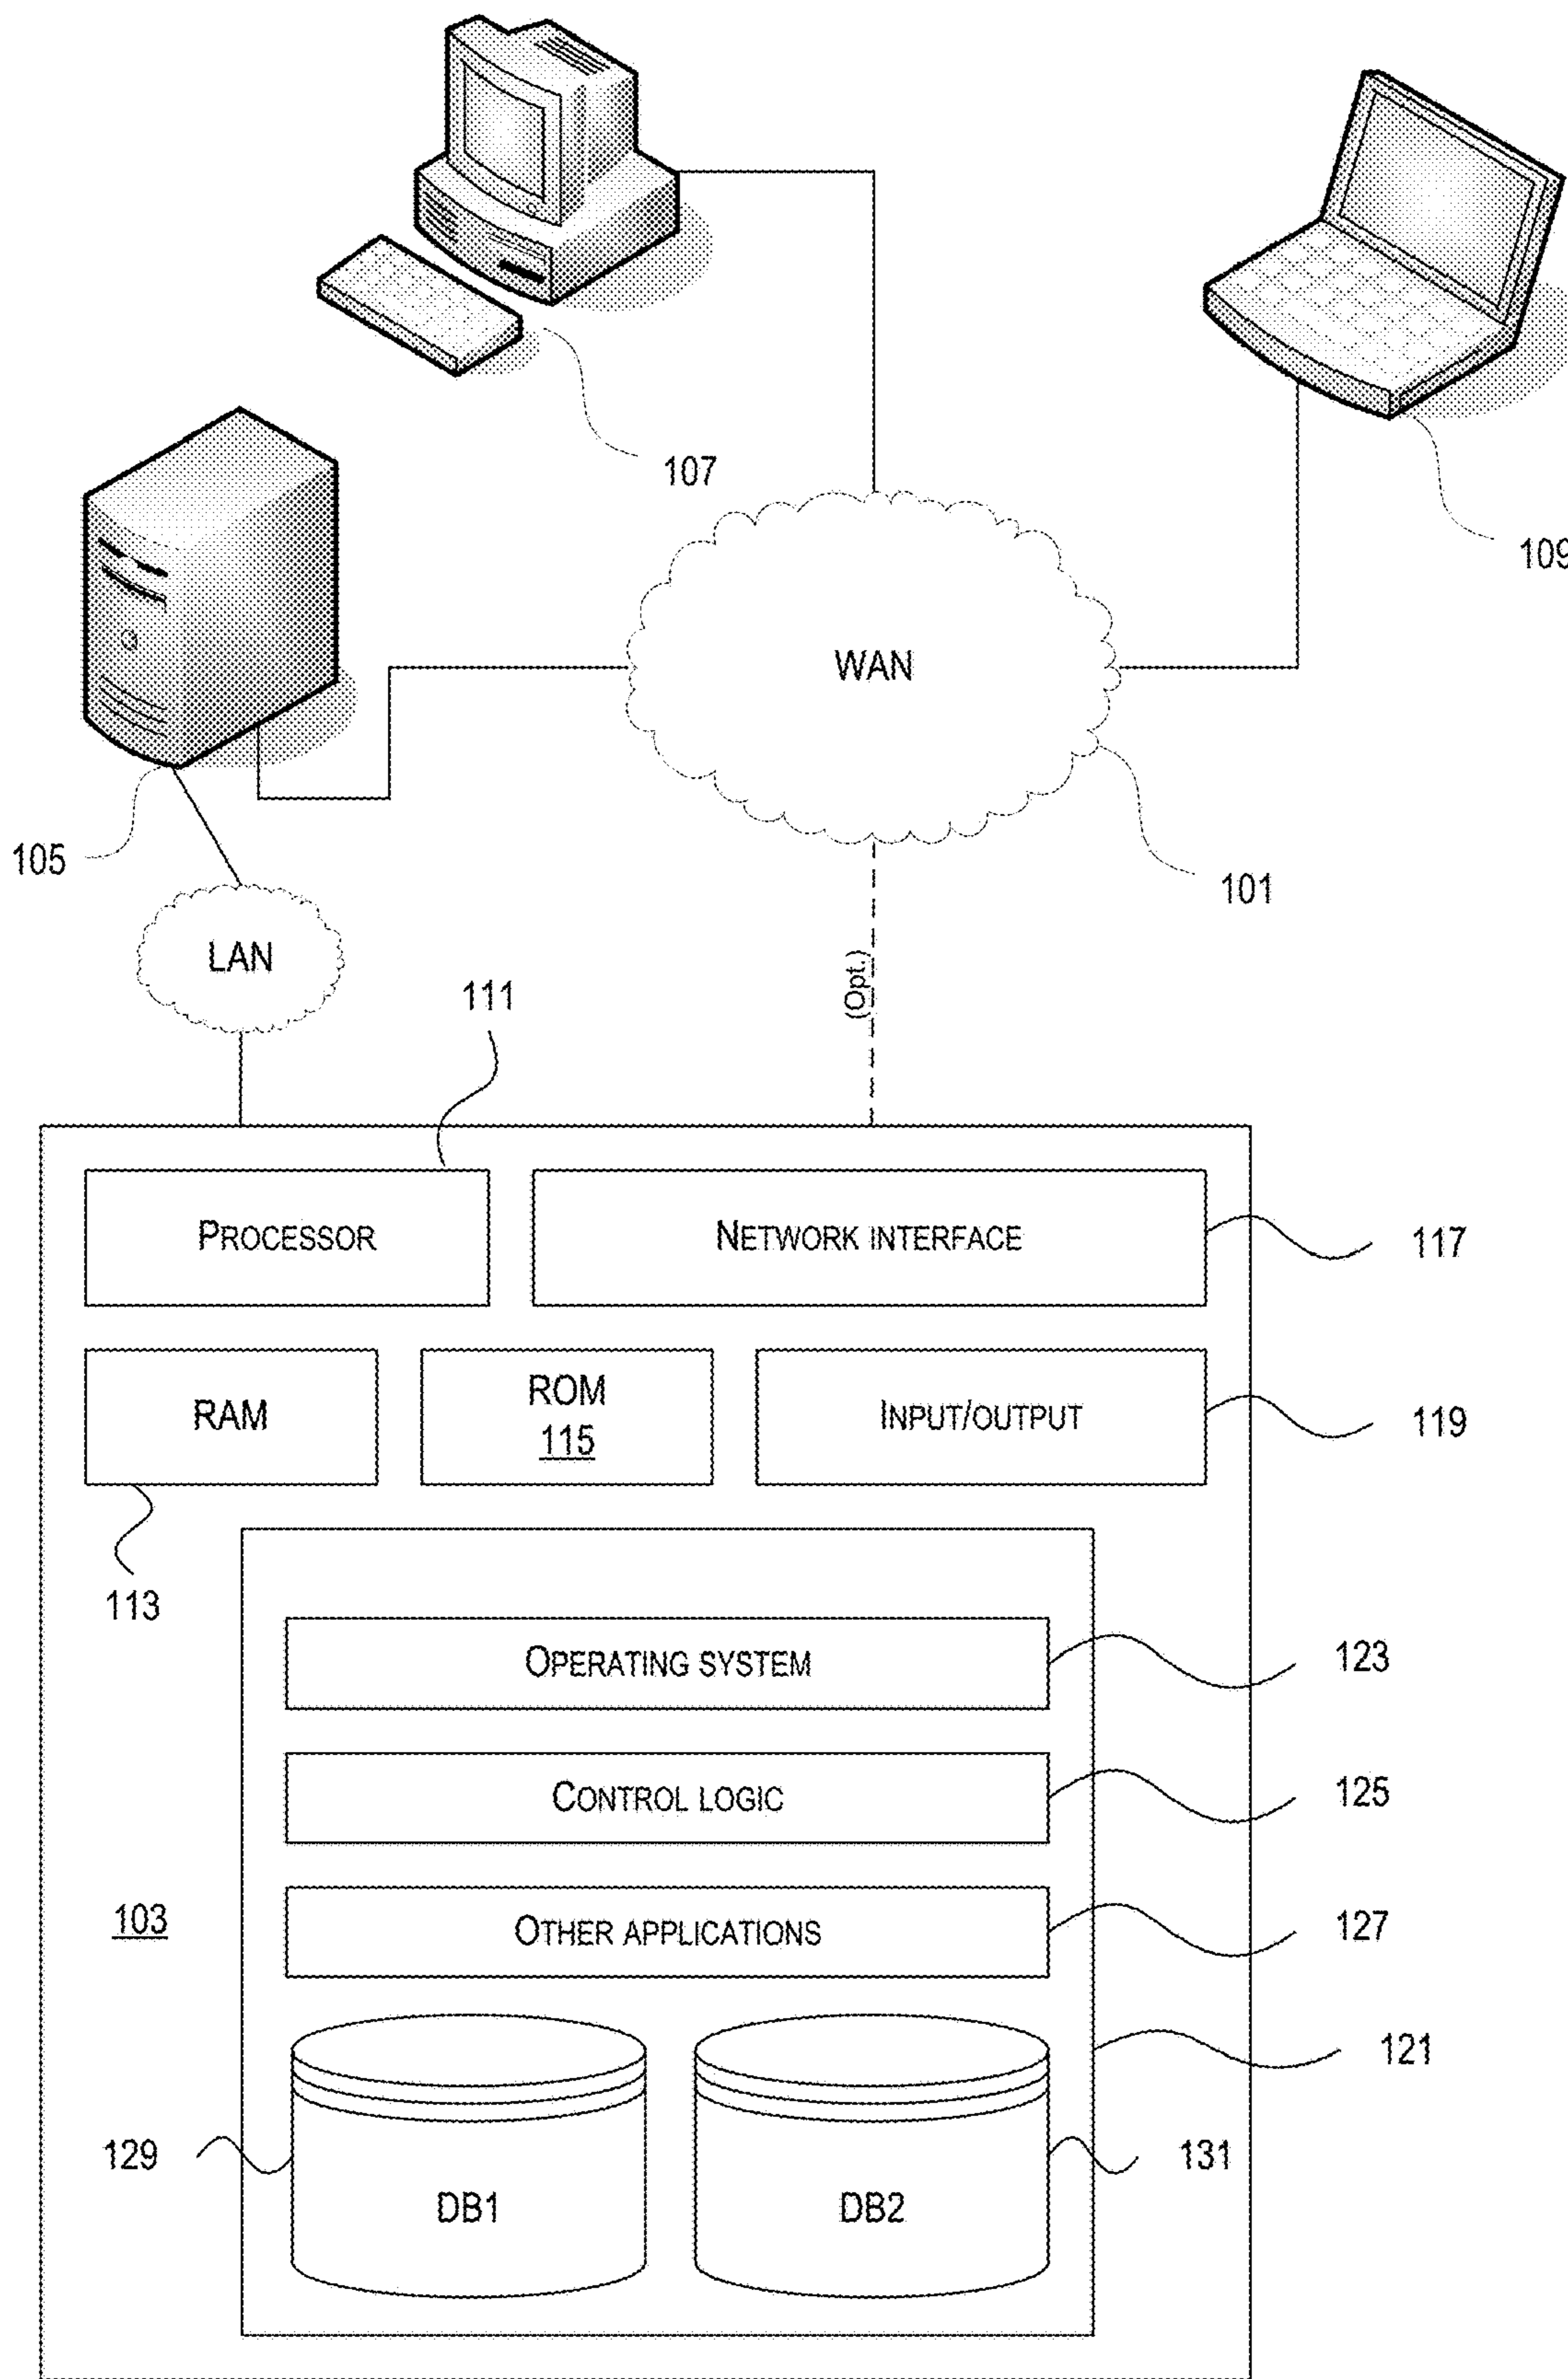 107
109
WAN
105
101
LAN
(Opt.)
111
PROCESSOR
NETWORK INTERFACE
117
RAM
ROM
115
INPUT/OUTPUT
119
113
OPERATING SYSTEM
123
CONTROL LOGIC
125
103
OTHER APPLICATIONS
127
121
129
131
DB1
DB2